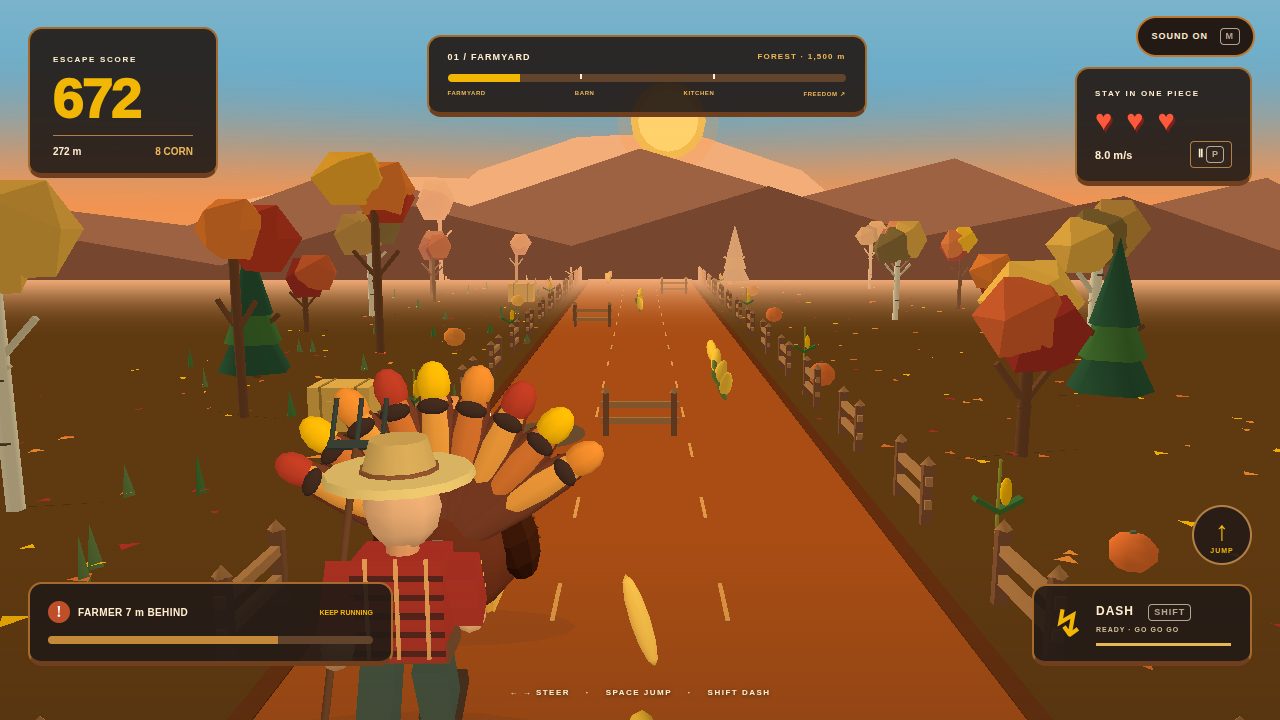 ESCAPE SCORE
672
272 m
8 CORN
01 / FARMYARD
FOREST · 1,500 m
FARMYARD
BARN
KITCHEN
FREEDOM ↗
SOUND ON
M
STAY IN ONE PIECE
♥ ♥ ♥
8.0 m/s
II P
↑
JUMP
! FARMER 7 m BEHIND
KEEP RUNNING
DASH SHIFT
READY · GO GO GO
← → STEER · SPACE JUMP · SHIFT DASH